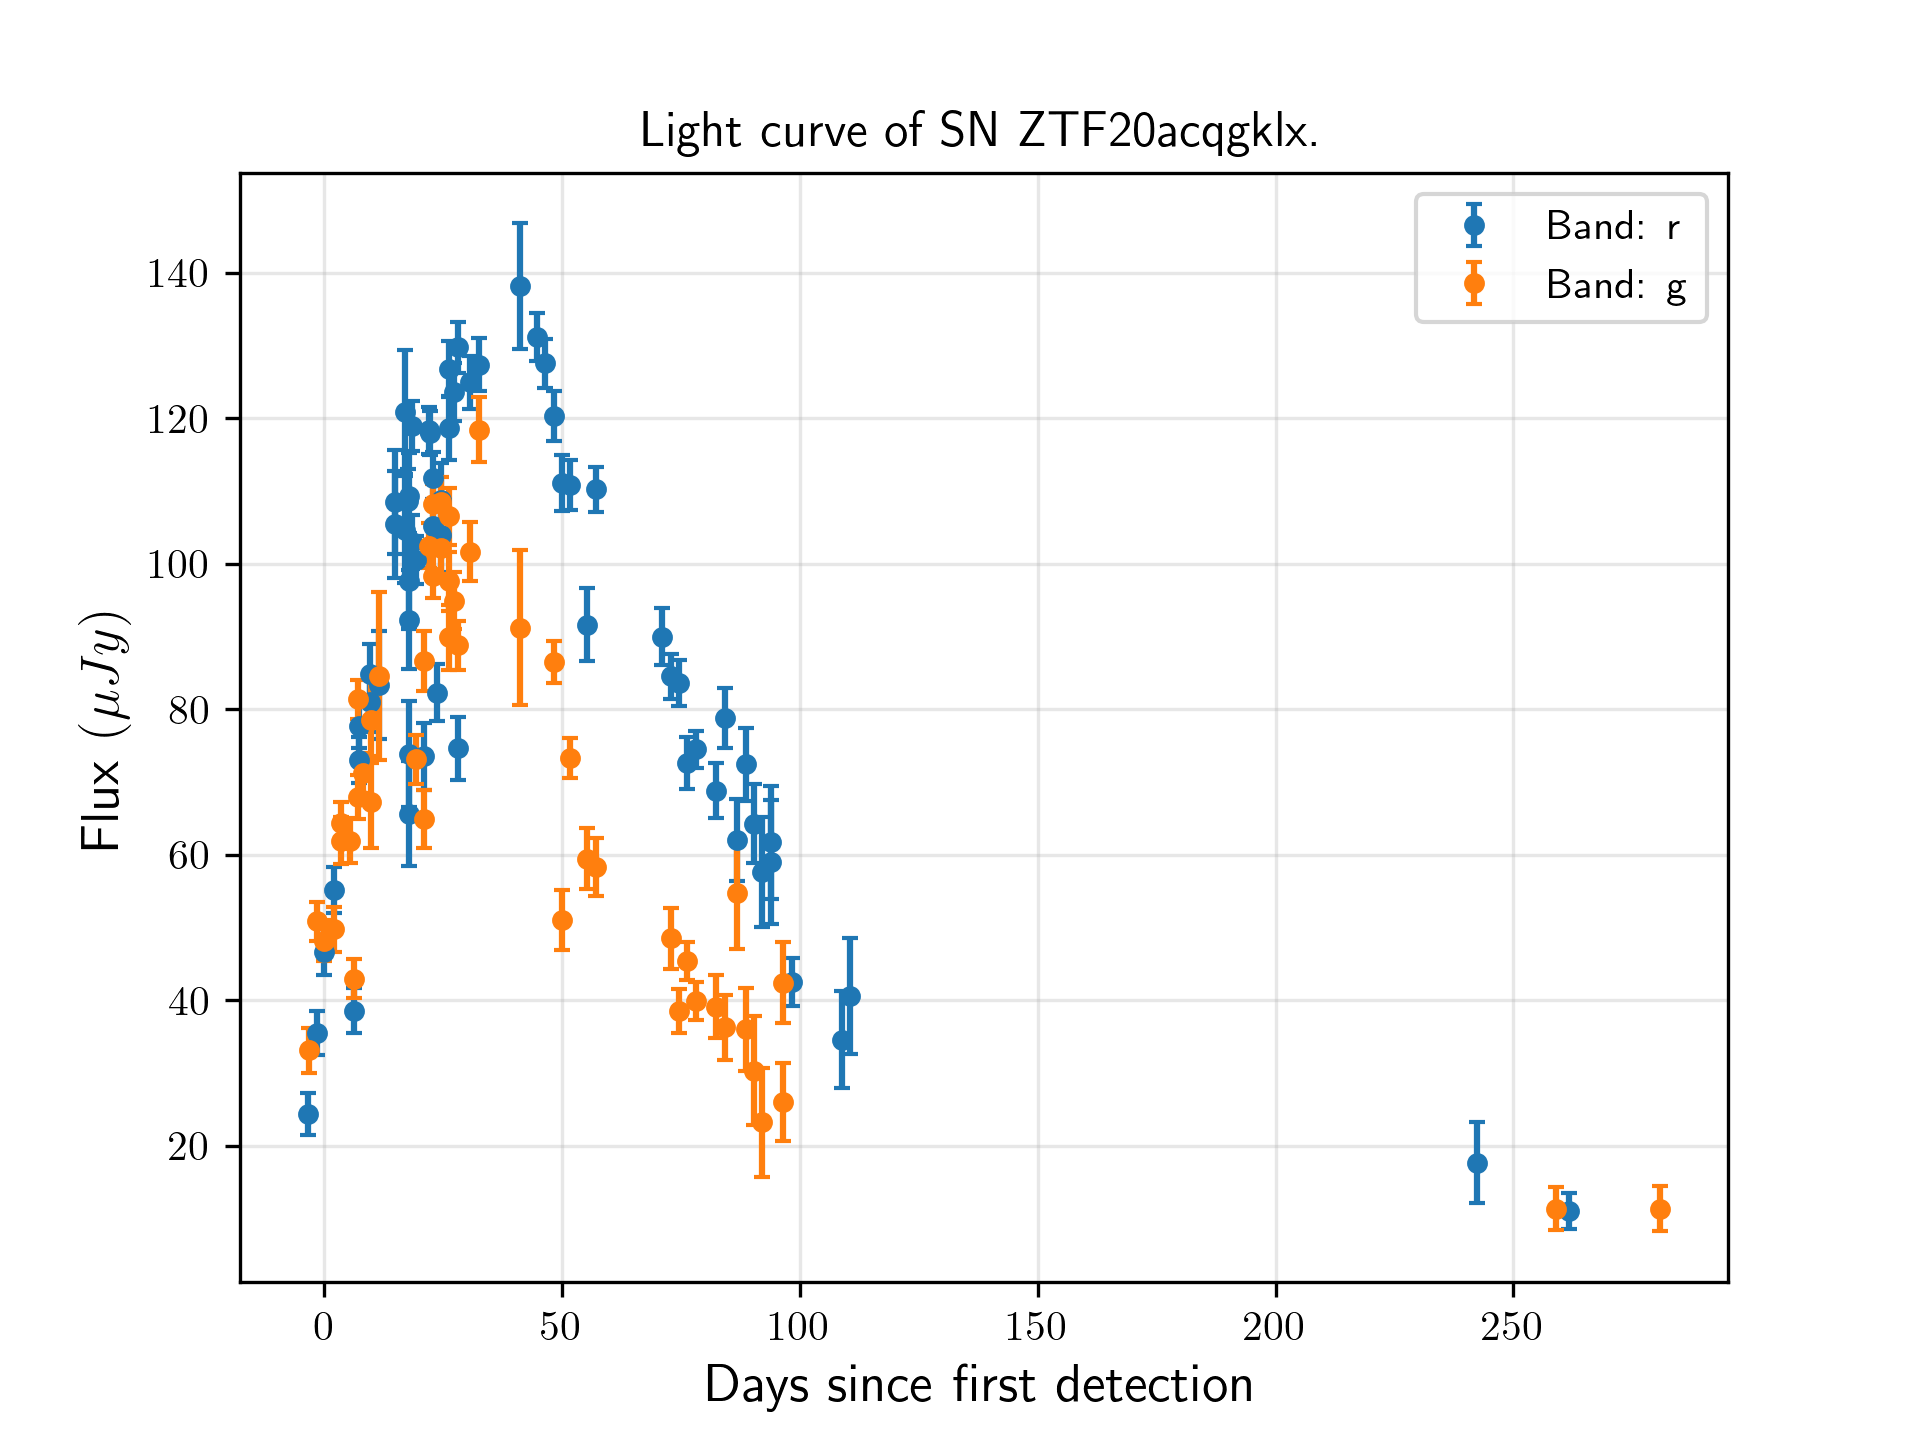 Light curve of SN ZTF20acqgklx.
Band: r
Band: g
140
120
100
80
60
40
20
Flux (μJy)
0 50 100 150 200 250
Days since first detection